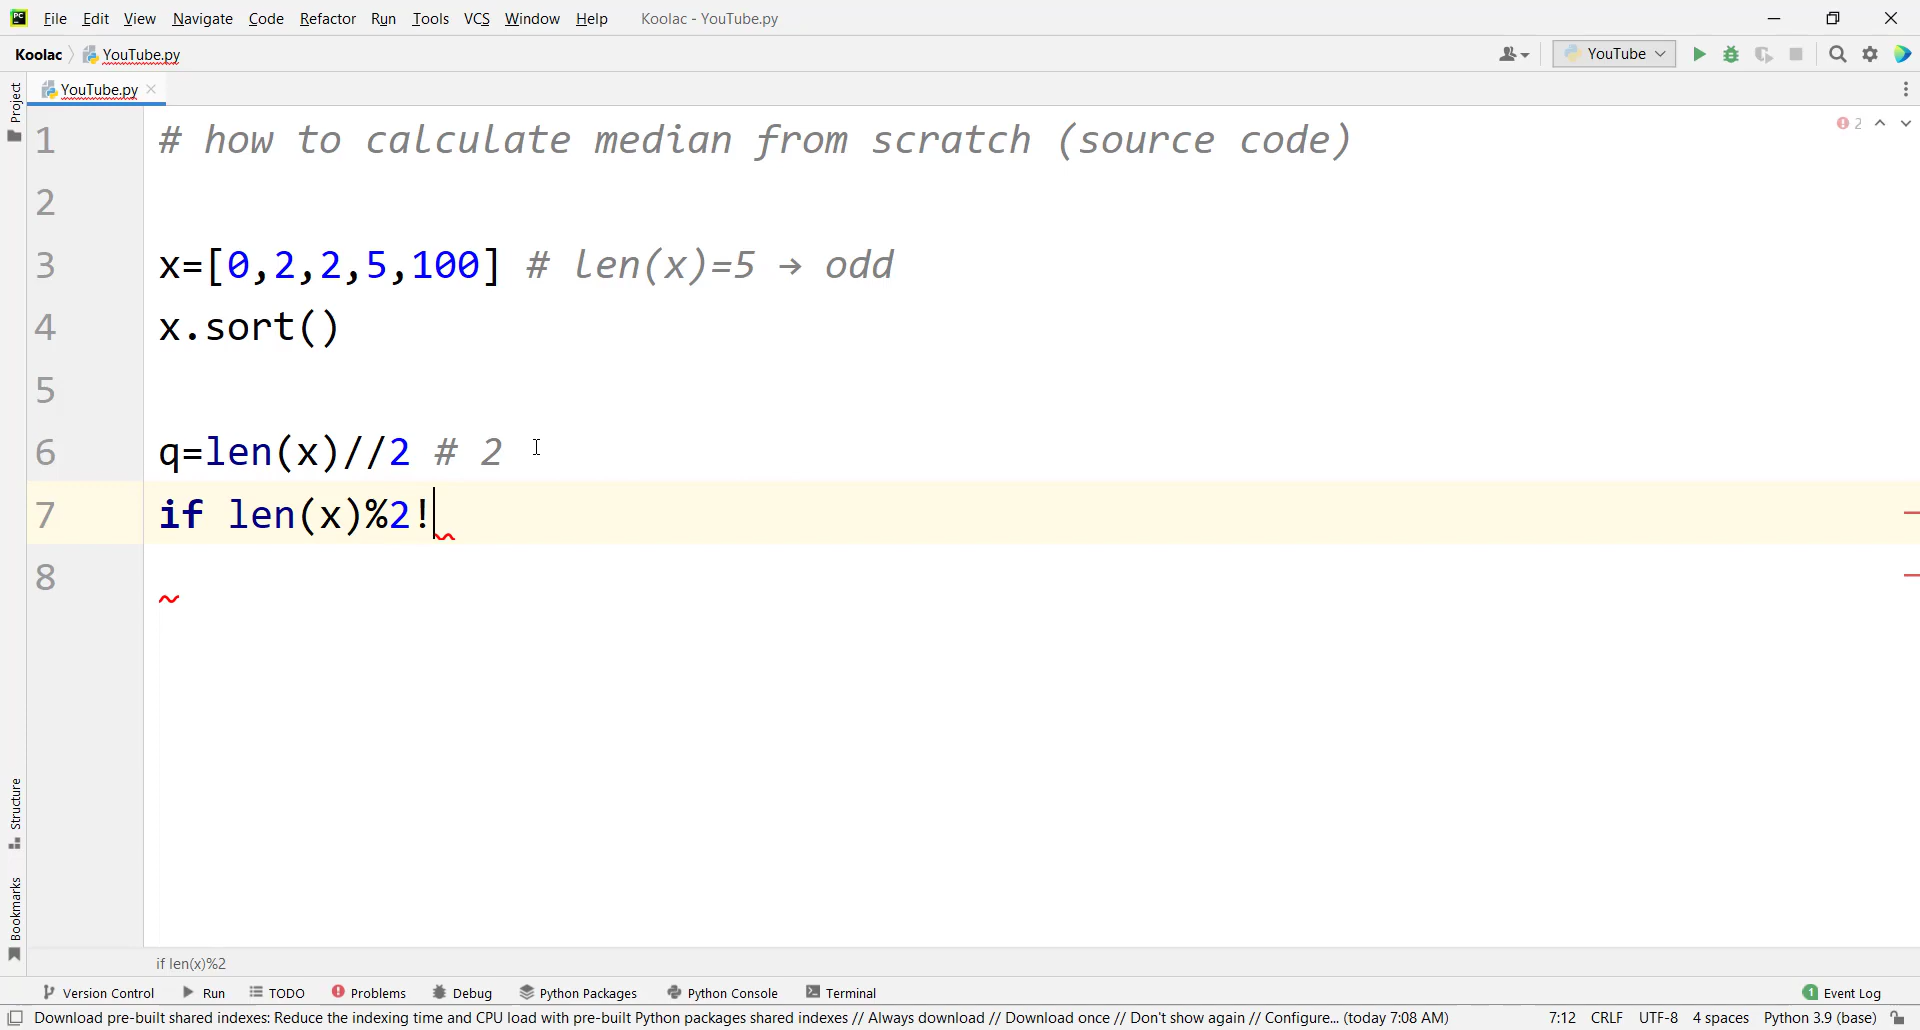 File Edit View Navigate Code Refactor Run Tools VCS Window Help Koolac - YouTube.py
Koolac YouTube.py YouTube
Project
YouTube.py
1 # how to calculate median from scratch (source code) 2
2
3 x=[0,2,2,5,100] # len(x)=5 → odd
4 x.sort()
5
6 q=len(x)//2 # 2
7 if len(x)%2!
8
Structure
Bookmarks
if len(x)%2
Version Control Run TODO Problems Debug Python Packages Python Console Terminal 1 Event Log
Download pre-built shared indexes: Reduce the indexing time and CPU load with pre-built Python packages shared indexes // Always download // Download once // Don't show again // Configure... (today 7:08 AM) 7:12 CRLF UTF-8 4 spaces Python 3.9 (base)